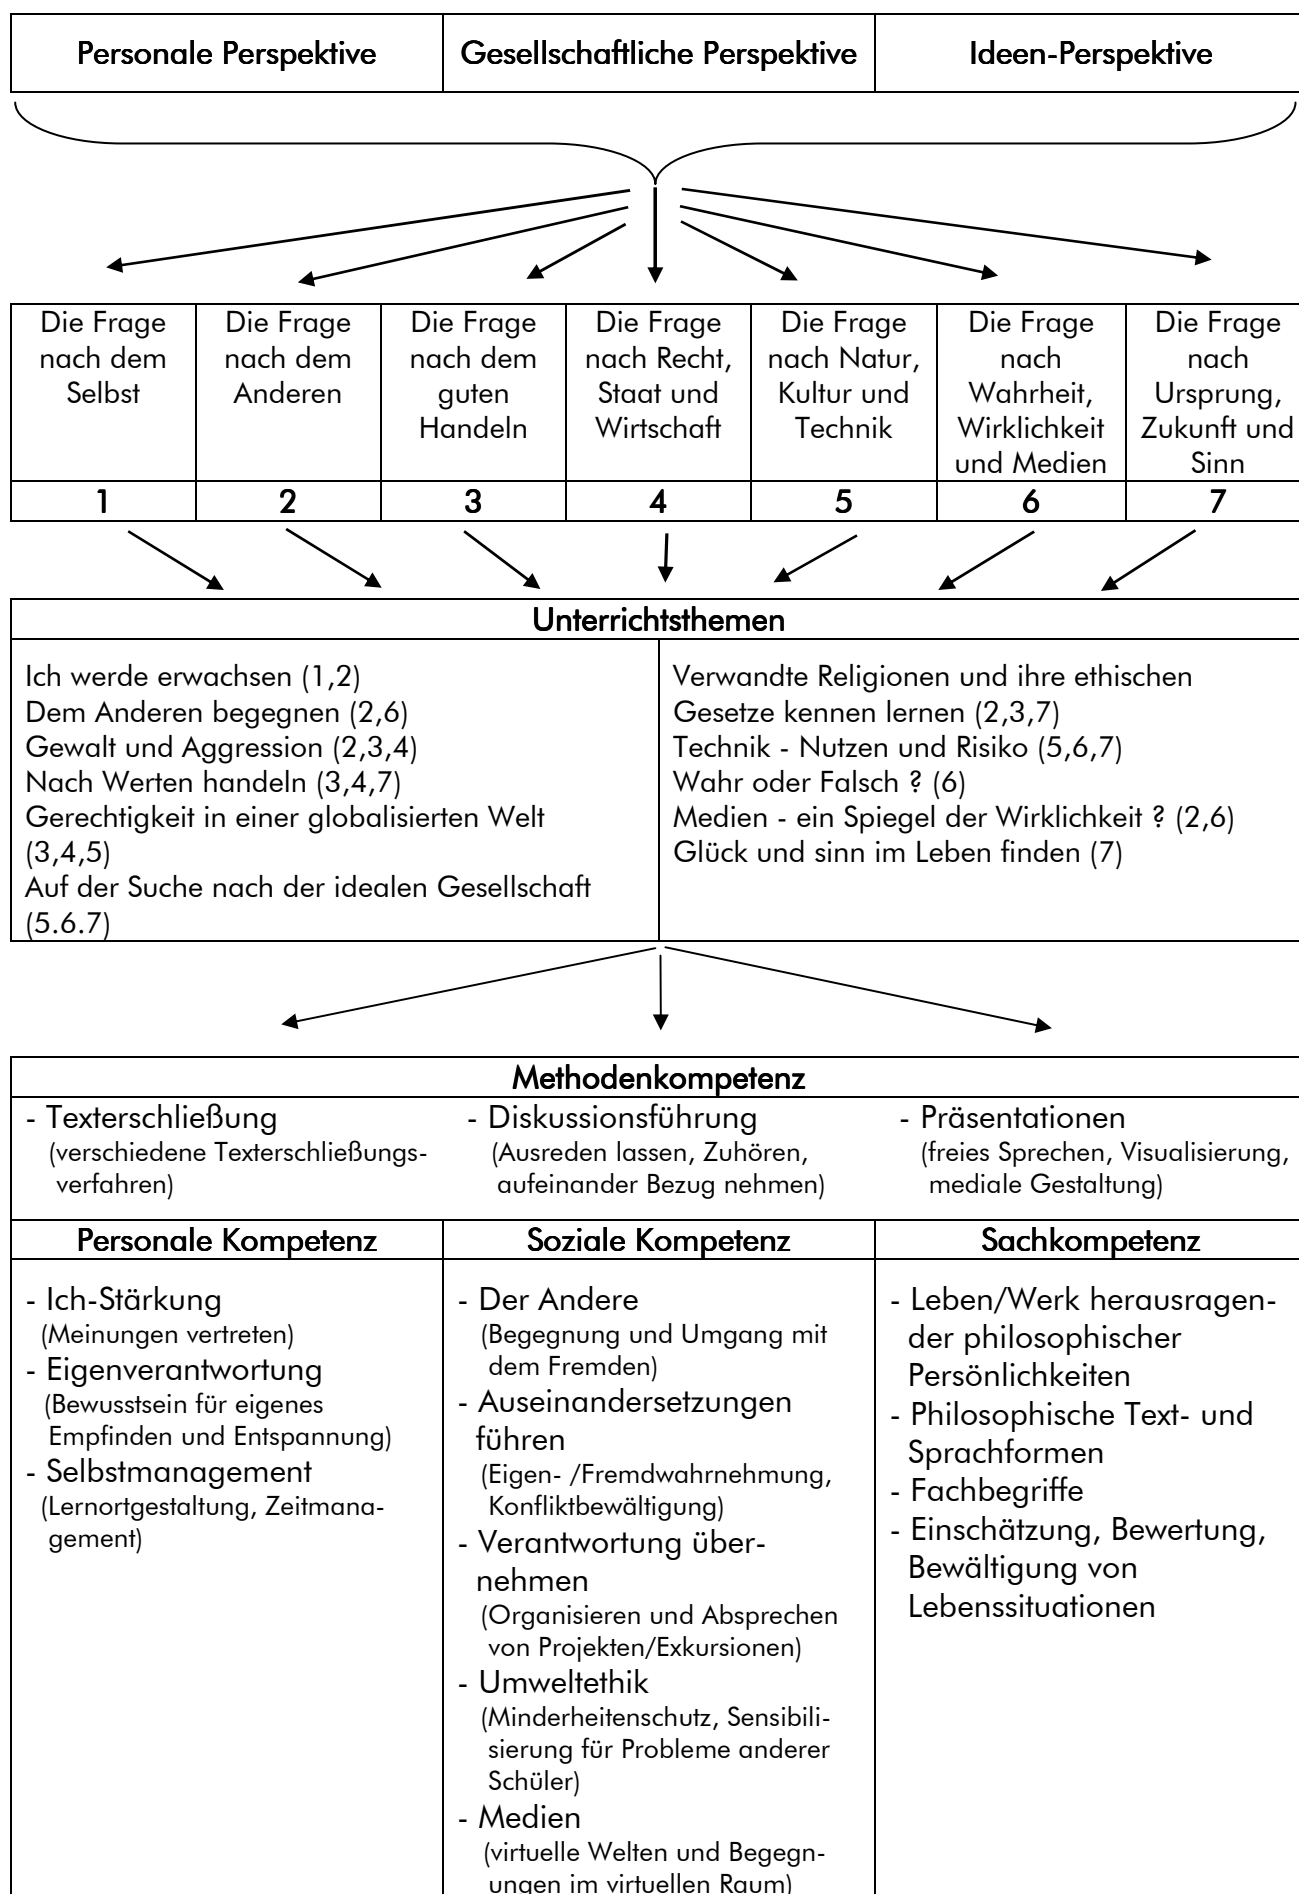 Personale Perspektive
Gesellschaftliche Perspektive
Ideen-Perspektive
Die Frage
nach dem
Selbst
Die Frage
nach dem
Anderen
Die Frage
nach dem
guten
Handeln
Die Frage
nach Recht,
Staat und
Wirtschaft
Die Frage
nach Natur,
Kultur und
Technik
Die Frage
nach
Wahrheit,
Wirklichkeit
und Medien
Die Frage
nach
Ursprung,
Zukunft und
Sinn
1
2
3
4
5
6
7
Unterrichtsthemen
Ich werde erwachsen (1,2)
Dem Anderen begegnen (2,6)
Gewalt und Aggression (2,3,4)
Nach Werten handeln (3,4,7)
Gerechtigkeit in einer globalisierten Welt
(3,4,5)
Auf der Suche nach der idealen Gesellschaft
(5.6.7)
Verwandte Religionen und ihre ethischen
Gesetze kennen lernen (2,3,7)
Technik - Nutzen und Risiko (5,6,7)
Wahr oder Falsch ? (6)
Medien - ein Spiegel der Wirklichkeit ? (2,6)
Glück und sinn im Leben finden (7)
Methodenkompetenz
- Texterschließung
(verschiedene Texterschließungs-
verfahren)
- Diskussionsführung
(Ausreden lassen, Zuhören,
aufeinander Bezug nehmen)
- Präsentationen
(freies Sprechen, Visualisierung,
mediale Gestaltung)
Personale Kompetenz
- Ich-Stärkung
(Meinungen vertreten)
- Eigenverantwortung
(Bewusstsein für eigenes
Empfinden und Entspannung)
- Selbstmanagement
(Lernortgestaltung, Zeitmana-
gement)
Soziale Kompetenz
- Der Andere
(Begegnung und Umgang mit
dem Fremden)
- Auseinandersetzungen
führen
(Eigen- /Fremdwahrnehmung,
Konfliktbewältigung)
- Verantwortung über-
nehmen
(Organisieren und Absprechen
von Projekten/Exkursionen)
- Umweltethik
(Minderheitenschutz, Sensibili-
sierung für Probleme anderer
Schüler)
- Medien
(virtuelle Welten und Begegn-
ungen im virtuellen Raum)
Sachkompetenz
- Leben/Werk herausragen-
der philosophischer
Persönlichkeiten
- Philosophische Text- und
Sprachformen
- Fachbegriffe
- Einschätzung, Bewertung,
Bewältigung von
Lebenssituationen